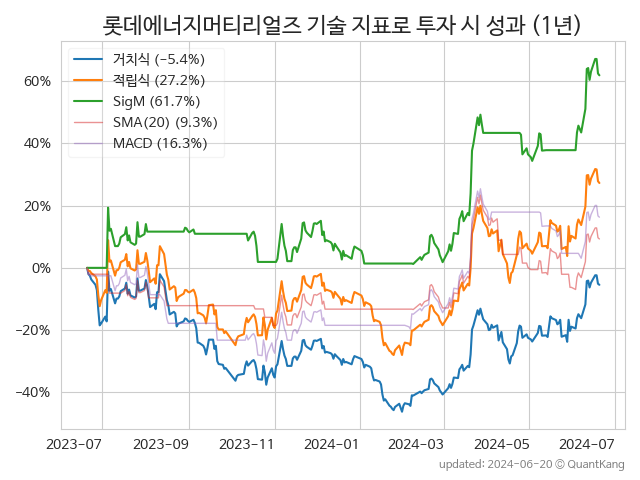 롯데에너지머티리얼즈 기술 지표로 투자 시 성과 (1년)
거치식 (-5.4%)
적립식 (27.2%)
SigM (61.7%)
SMA(20) (9.3%)
MACD (16.3%)
60%
40%
20%
0%
-20%
-40%
2023-07 2023-09 2023-11 2024-01 2024-03 2024-05 2024-07
updated: 2024-06-20 © QuantKang